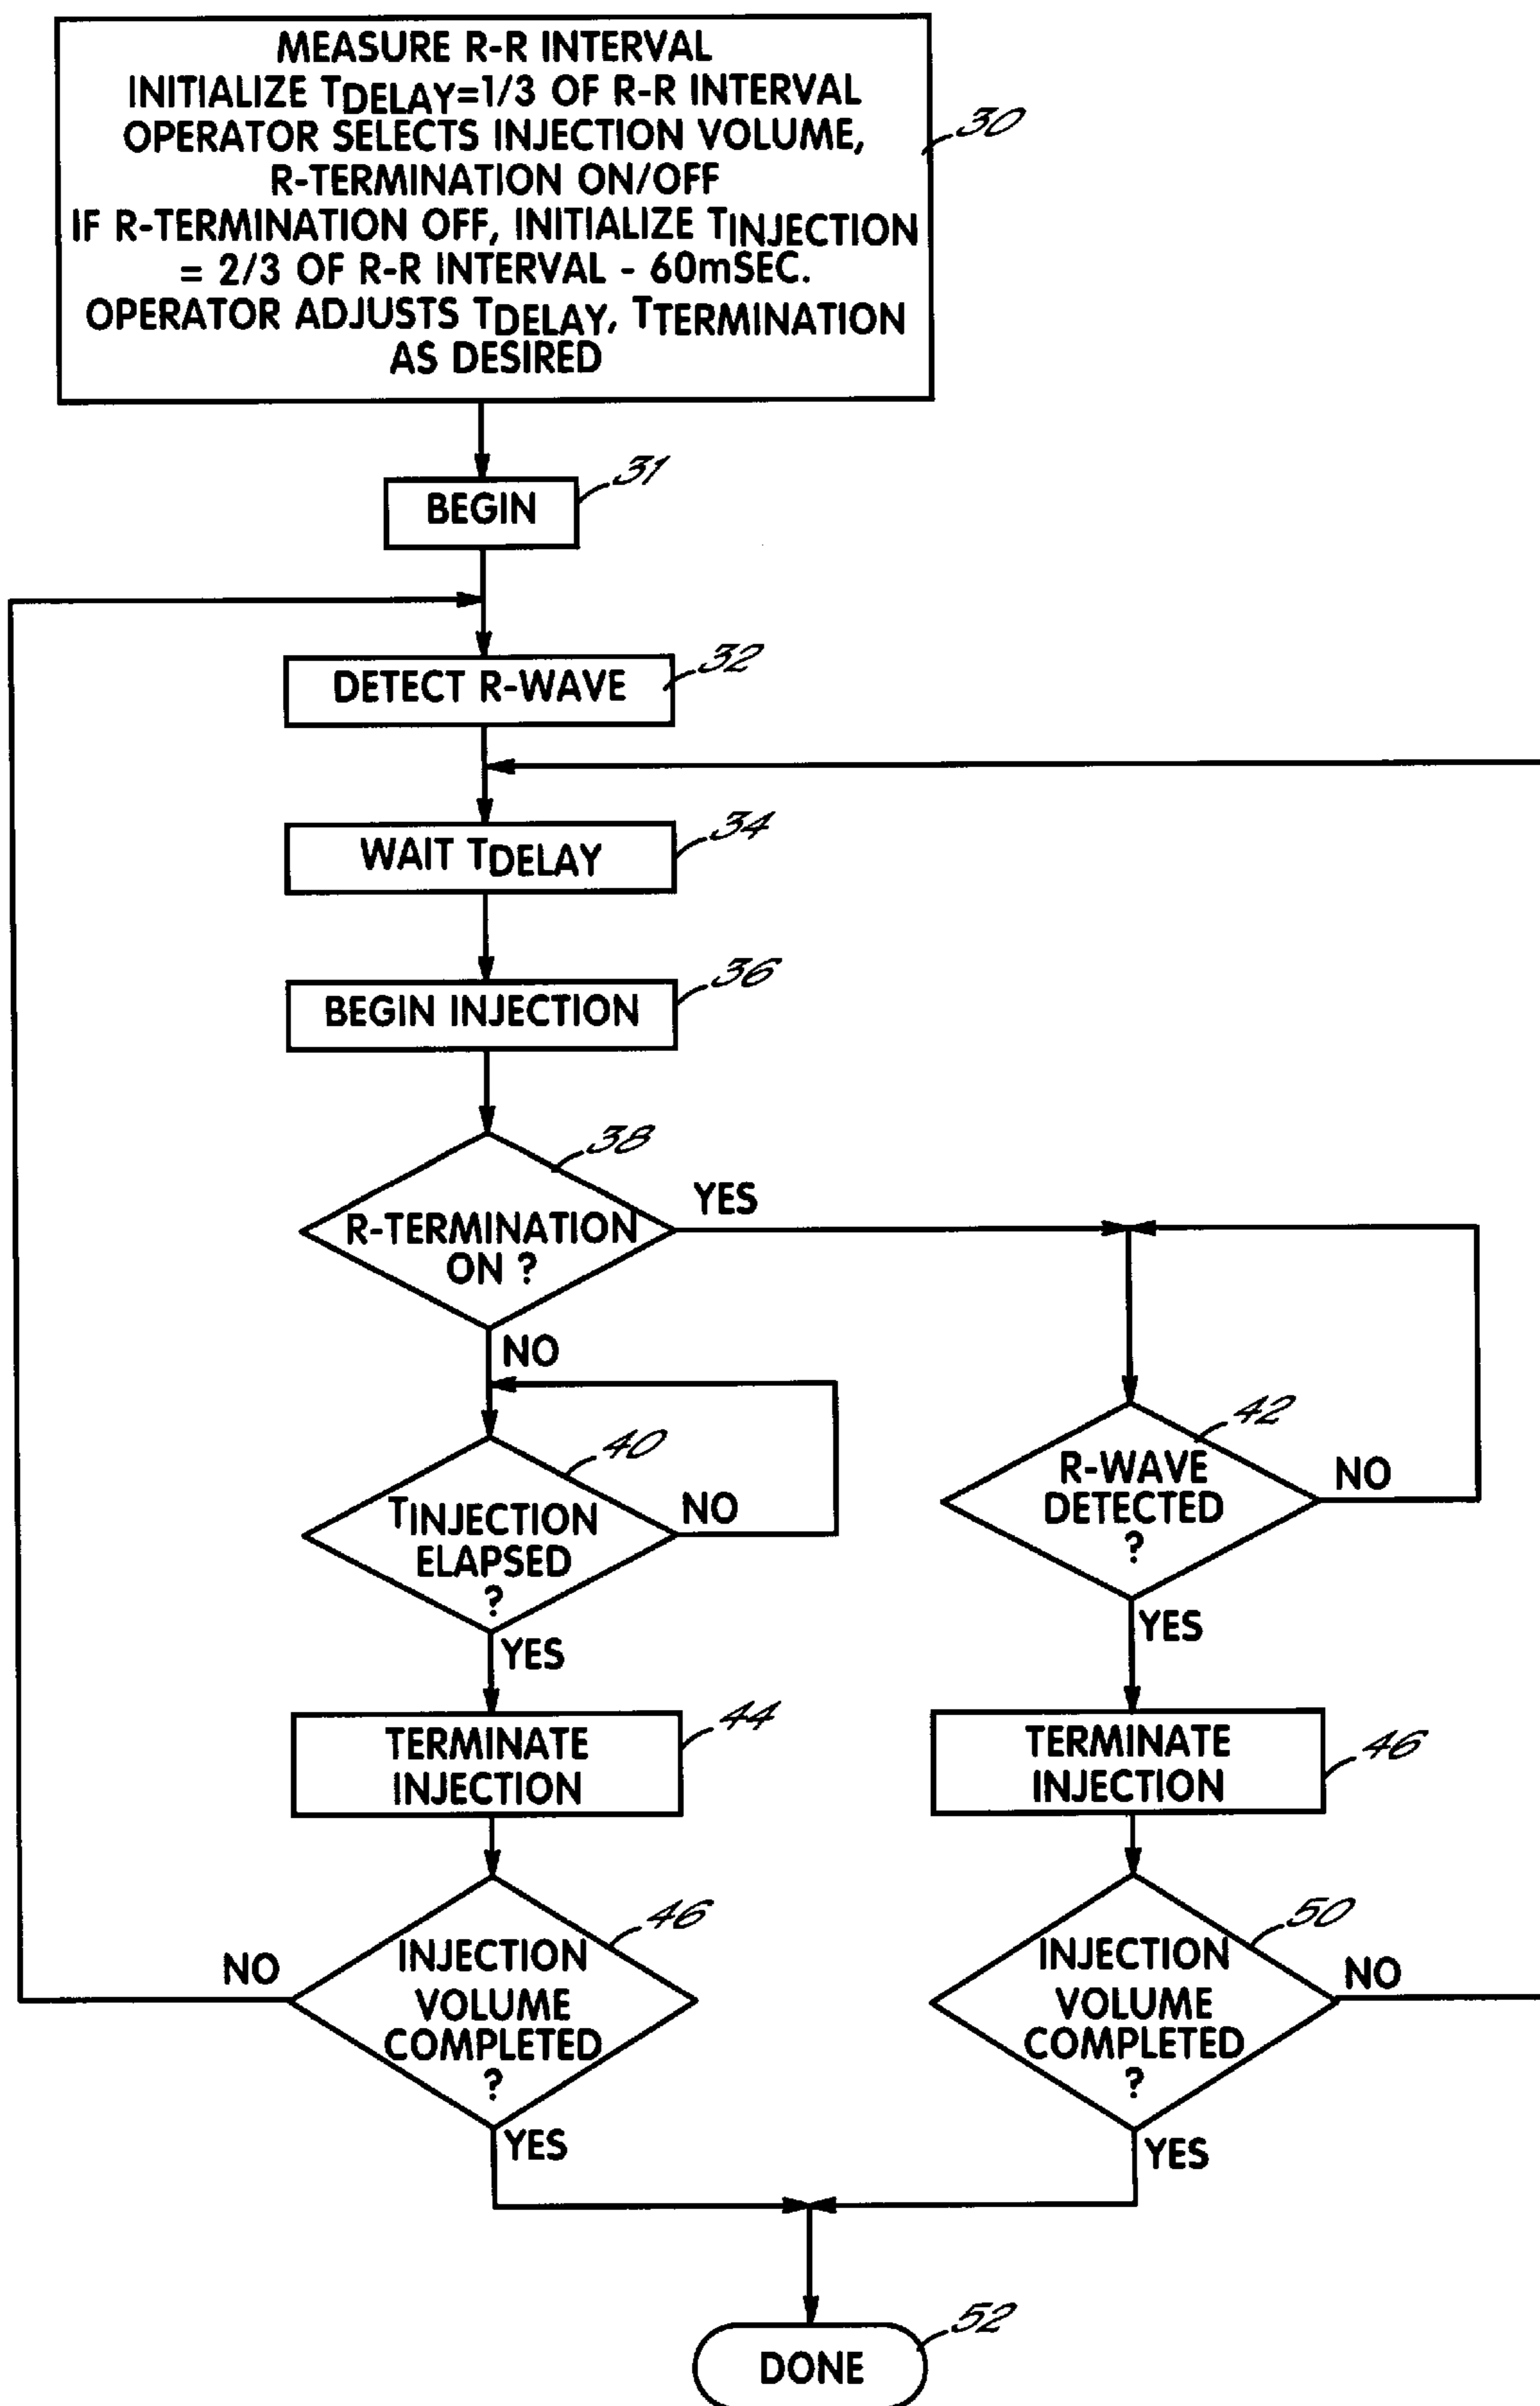 MEASURE R-R INTERVAL
INITIALIZE TDELAY=1/3 OF R-R INTERVAL
OPERATOR SELECTS INJECTION VOLUME,
R-TERMINATION ON/OFF
IF R-TERMINATION OFF, INITIALIZE TINJECTION
= 2/3 OF R-R INTERVAL - 60mSEC.
OPERATOR ADJUSTS TDELAY, TTERMINATION
AS DESIRED
30
BEGIN
31
DETECT R-WAVE
32
WAIT TDELAY
34
BEGIN INJECTION
36
38
R-TERMINATION
ON ?
YES
NO
40
TINJECTION
ELAPSED
?
NO
YES
42
R-WAVE
DETECTED
?
NO
YES
TERMINATE
INJECTION
44
TERMINATE
INJECTION
46
46
INJECTION
VOLUME
COMPLETED
?
NO
YES
50
INJECTION
VOLUME
COMPLETED
?
NO
YES
DONE
52